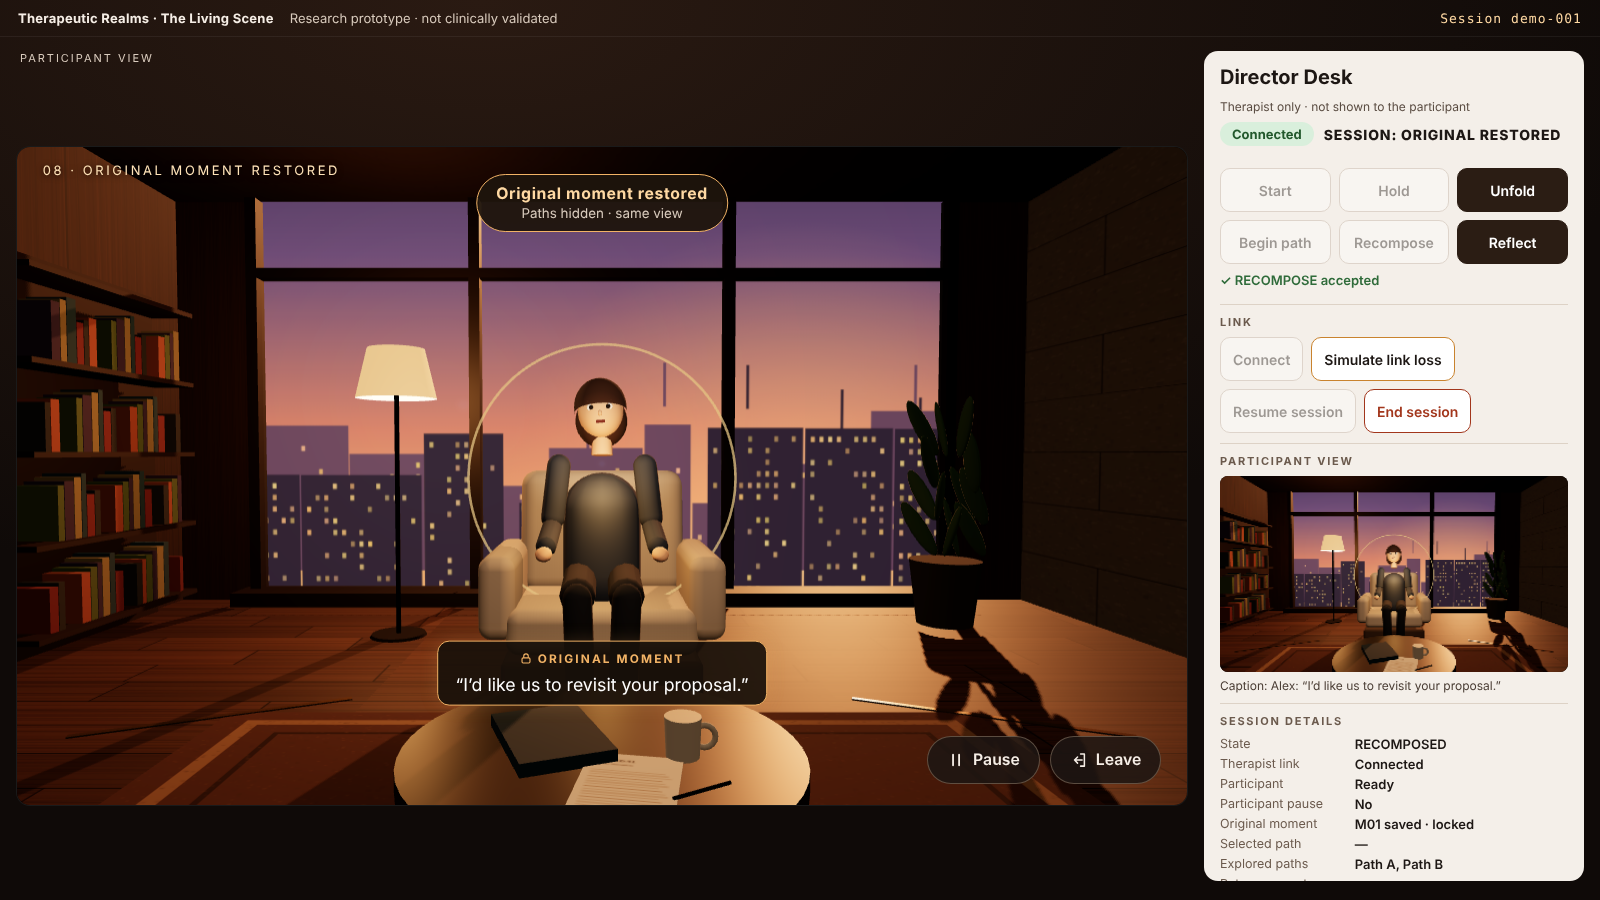 Therapeutic Realms · The Living Scene Research prototype · not clinically validated
Session demo-001
PARTICIPANT VIEW
08 · ORIGINAL MOMENT RESTORED
Original moment restored
Paths hidden · same view
ORIGINAL MOMENT
“I’d like us to revisit your proposal.”
Pause
Leave
Director Desk
Therapist only · not shown to the participant
Connected SESSION: ORIGINAL RESTORED
Start Hold Unfold
Begin path Recompose Reflect
✓ RECOMPOSE accepted
LINK
Connect Simulate link loss
Resume session End session
PARTICIPANT VIEW
Caption: Alex: “I’d like us to revisit your proposal.”
SESSION DETAILS
State RECOMPOSED
Therapist link Connected
Participant Ready
Participant pause No
Original moment M01 saved · locked
Selected path —
Explored paths Path A, Path B